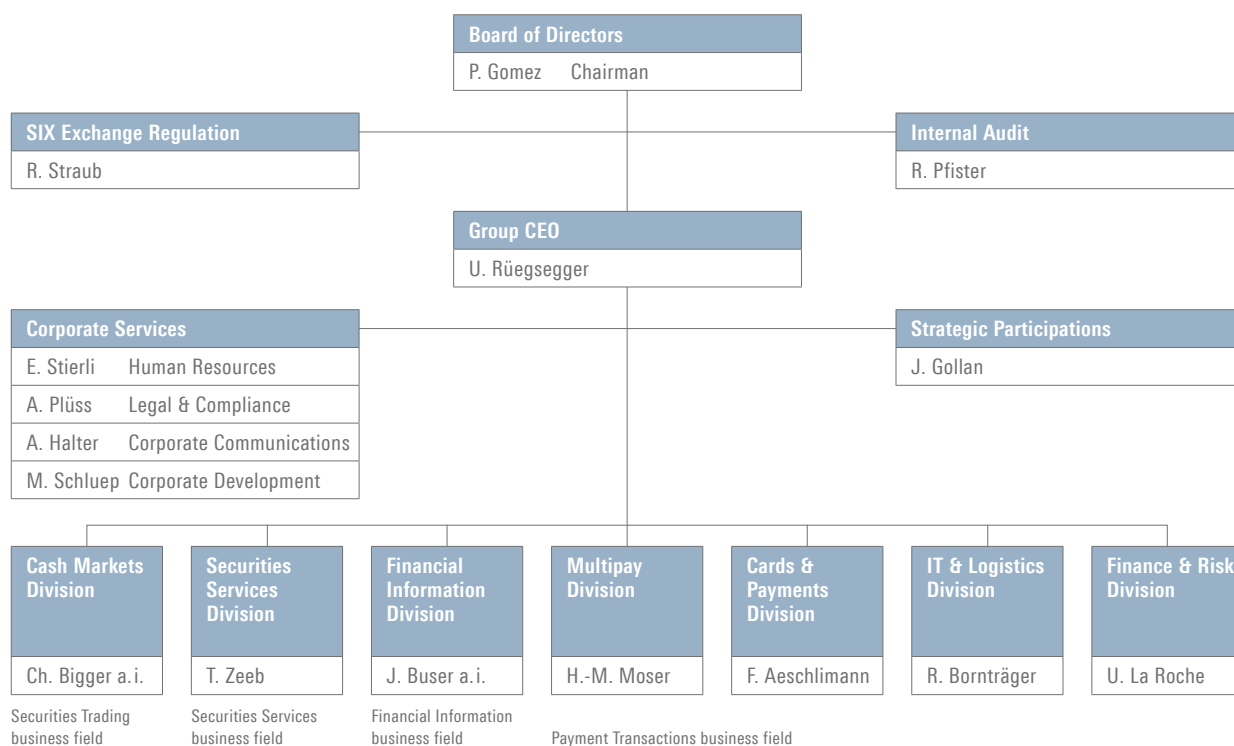 Board of Directors
P. Gomez Chairman
SIX Exchange Regulation
R. Straub
Internal Audit
R. Pfister
Group CEO
U. Rüegsegger
Corporate Services
E. Stierli Human Resources
A. Plüss Legal & Compliance
A. Halter Corporate Communications
M. Schluep Corporate Development
Strategic Participations
J. Gollan
Cash Markets
Division
Ch. Bigger a.i.
Securities Trading
business field
Securities
Services
Division
T. Zeeb
Securities Services
business field
Financial
Information
Division
J. Buser a.i.
Financial Information
business field
Multipay
Division
H.-M. Moser
Cards &
Payments
Division
F. Aeschlimann
Payment Transactions business field
IT & Logistics
Division
R. Bornträger
Finance & Risk
Division
U. La Roche